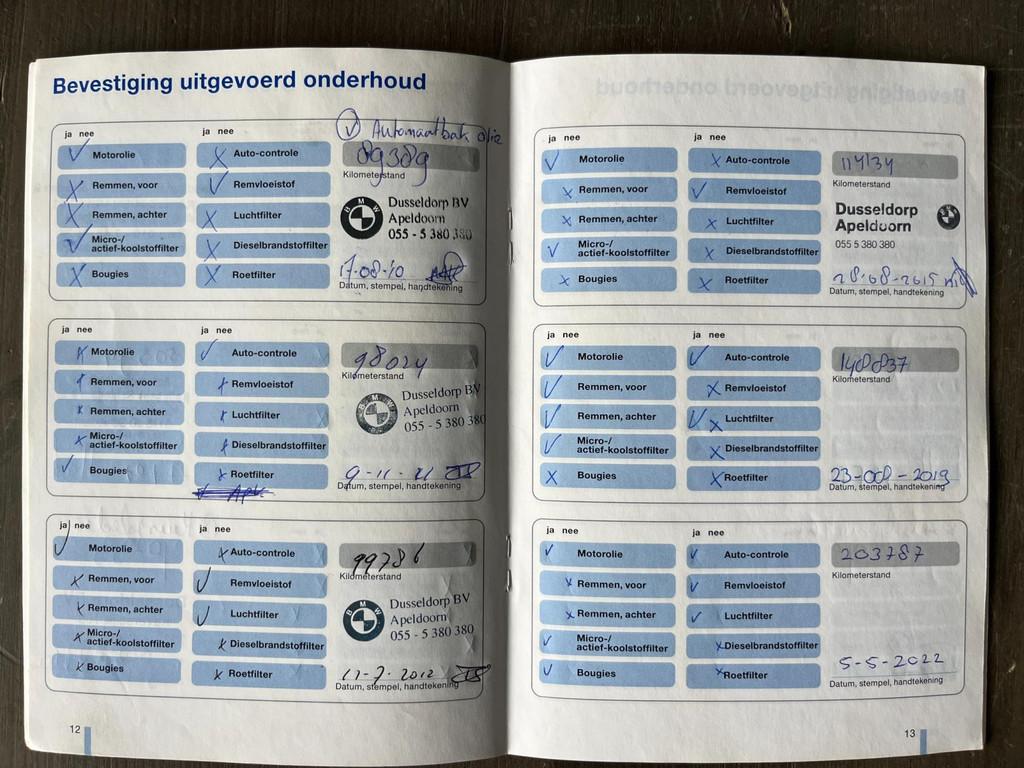 Bevestiging uitgevoerd onderhoud
ja nee
ja nee
Automaatbak olie
Motorolie
Auto-controle
89389
Kilometerstand
Remmen, voor
Remvloeistof
Dusseldorp BV
Remmen, achter
Luchtfilter
BMW
Apeldoorn
Micro-/
actief-koolstoffilter
Dieselbrandstoffilter
055 - 5 380 380
Bougies
Roetfilter
17-08-10
Datum, stempel, handtekening
ja nee
ja nee
Motorolie
Auto-controle
98024
Kilometerstand
Remmen, voor
Remvloeistof
Dusseldorp BV
Remmen, achter
Luchtfilter
BMW
Apeldoorn
055 - 5 380 380
Micro-/
actief-koolstoffilter
Dieselbrandstoffilter
Bougies
Roetfilter
9-11-
Datum, stempel, handtekening
ja nee
ja nee
Motorolie
Auto-controle
99786
Kilometerstand
Remmen, voor
Remvloeistof
Dusseldorp BV
Remmen, achter
Luchtfilter
BMW
Apeldoorn
Micro-/
actief-koolstoffilter
Dieselbrandstoffilter
055 - 5 380 380
Bougies
Roetfilter
-7-2012
Datum, stempel, handtekening
12
ja nee
ja nee
Motorolie
Auto-controle
114134
Kilometerstand
Remmen, voor
Remvloeistof
Dusseldorp
Remmen, achter
Luchtfilter
Apeldoorn
Micro-/
actief-koolstoffilter
Dieselbrandstoffilter
055 5 380 380
Bougies
Roetfilter
28-08-2015
Datum, stempel, handtekening
ja nee
ja nee
Motorolie
Auto-controle
148837
Kilometerstand
Remmen, voor
Remvloeistof
Remmen, achter
Luchtfilter
Micro-/
actief-koolstoffilter
Dieselbrandstoffilter
Bougies
Roetfilter
23-008-2019
Datum, stempel, handtekening
ja nee
ja nee
Motorolie
Auto-controle
203787
Kilometerstand
Remmen, voor
Remvloeistof
Remmen, achter
Luchtfilter
Micro-/
actief-koolstoffilter
Dieselbrandstoffilter
Bougies
Roetfilter
5-5-2022
Datum, stempel, handtekening
13